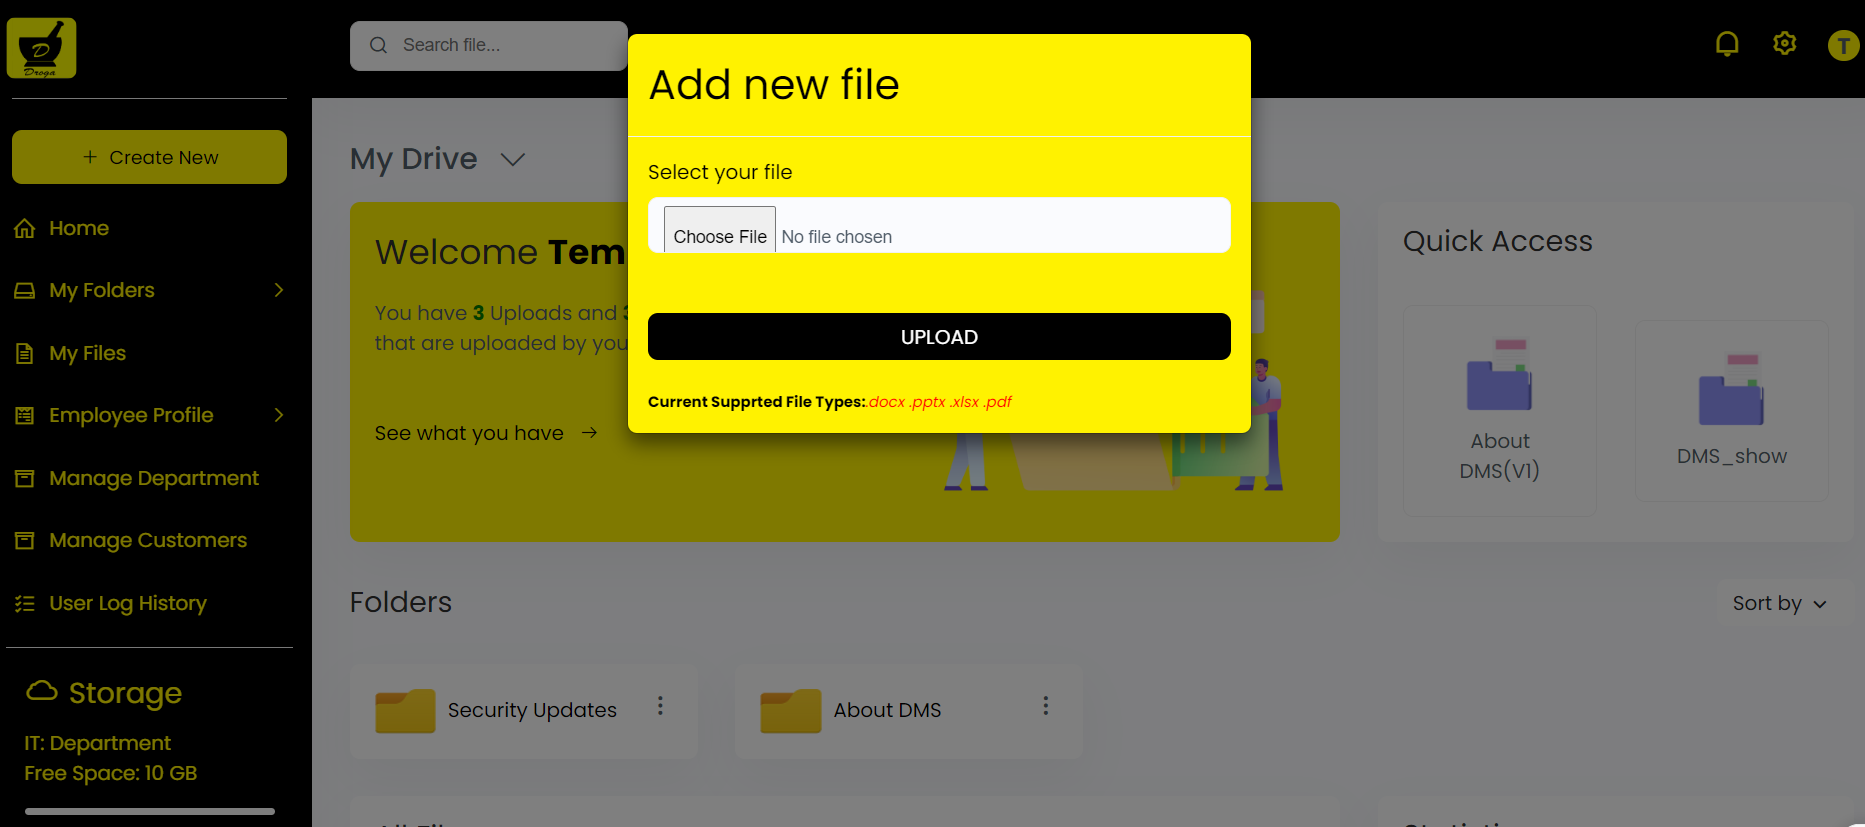 D
Droga
Search file...
T
+ Create New
Home
My Folders
My Files
Employee Profile
Manage Department
Manage Customers
User Log History
Storage
IT: Department
Free Space: 10 GB
Add new file
Select your file
Choose File No file chosen
UPLOAD
Current Supprted File Types:.docx .pptx .xlsx .pdf
My Drive
Welcome Tem
You have 3 Uploads and
that are uploaded by you
See what you have
Quick Access
About
DMS(V1)
DMS_show
Folders
Sort by
Security Updates
About DMS